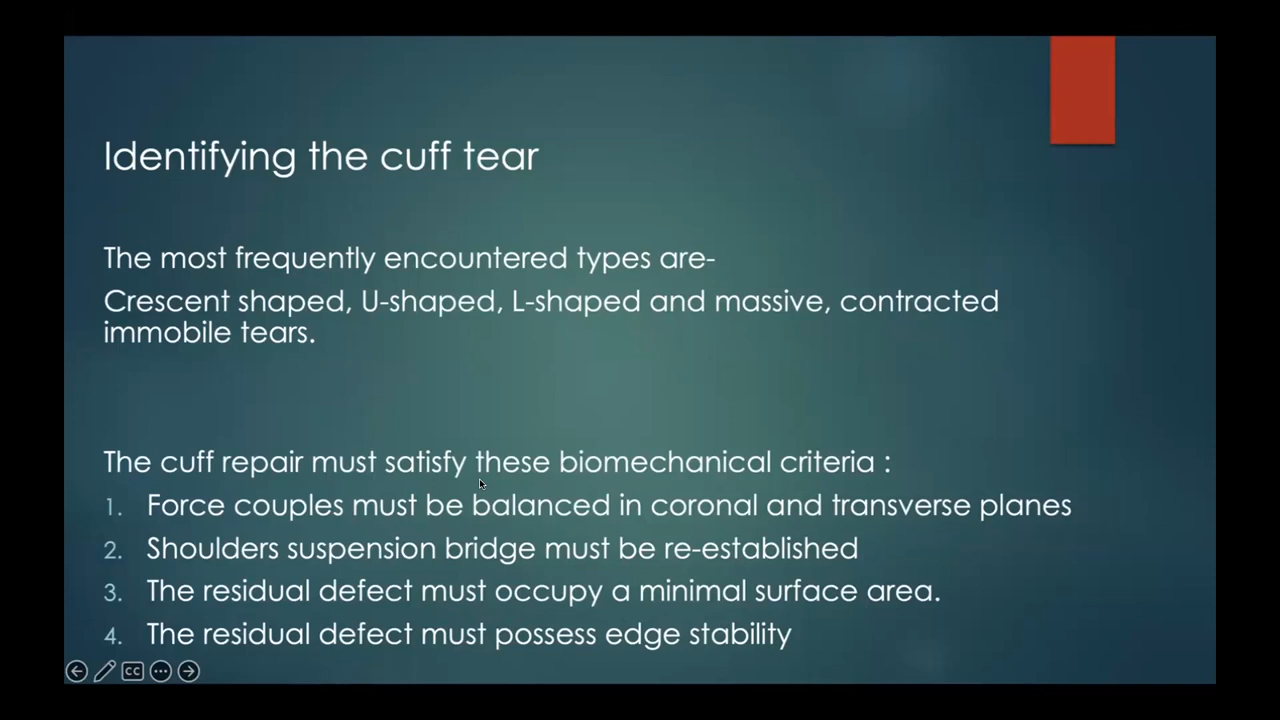 Identifying the cuff tear
The most frequently encountered types are-
Crescent shaped, U-shaped, L-shaped and massive, contracted
immobile tears.
The cuff repair must satisfy these biomechanical criteria :
1. Force couples must be balanced in coronal and transverse planes
2. Shoulders suspension bridge must be re-established
3. The residual defect must occupy a minimal surface area.
4. The residual defect must possess edge stability
CC